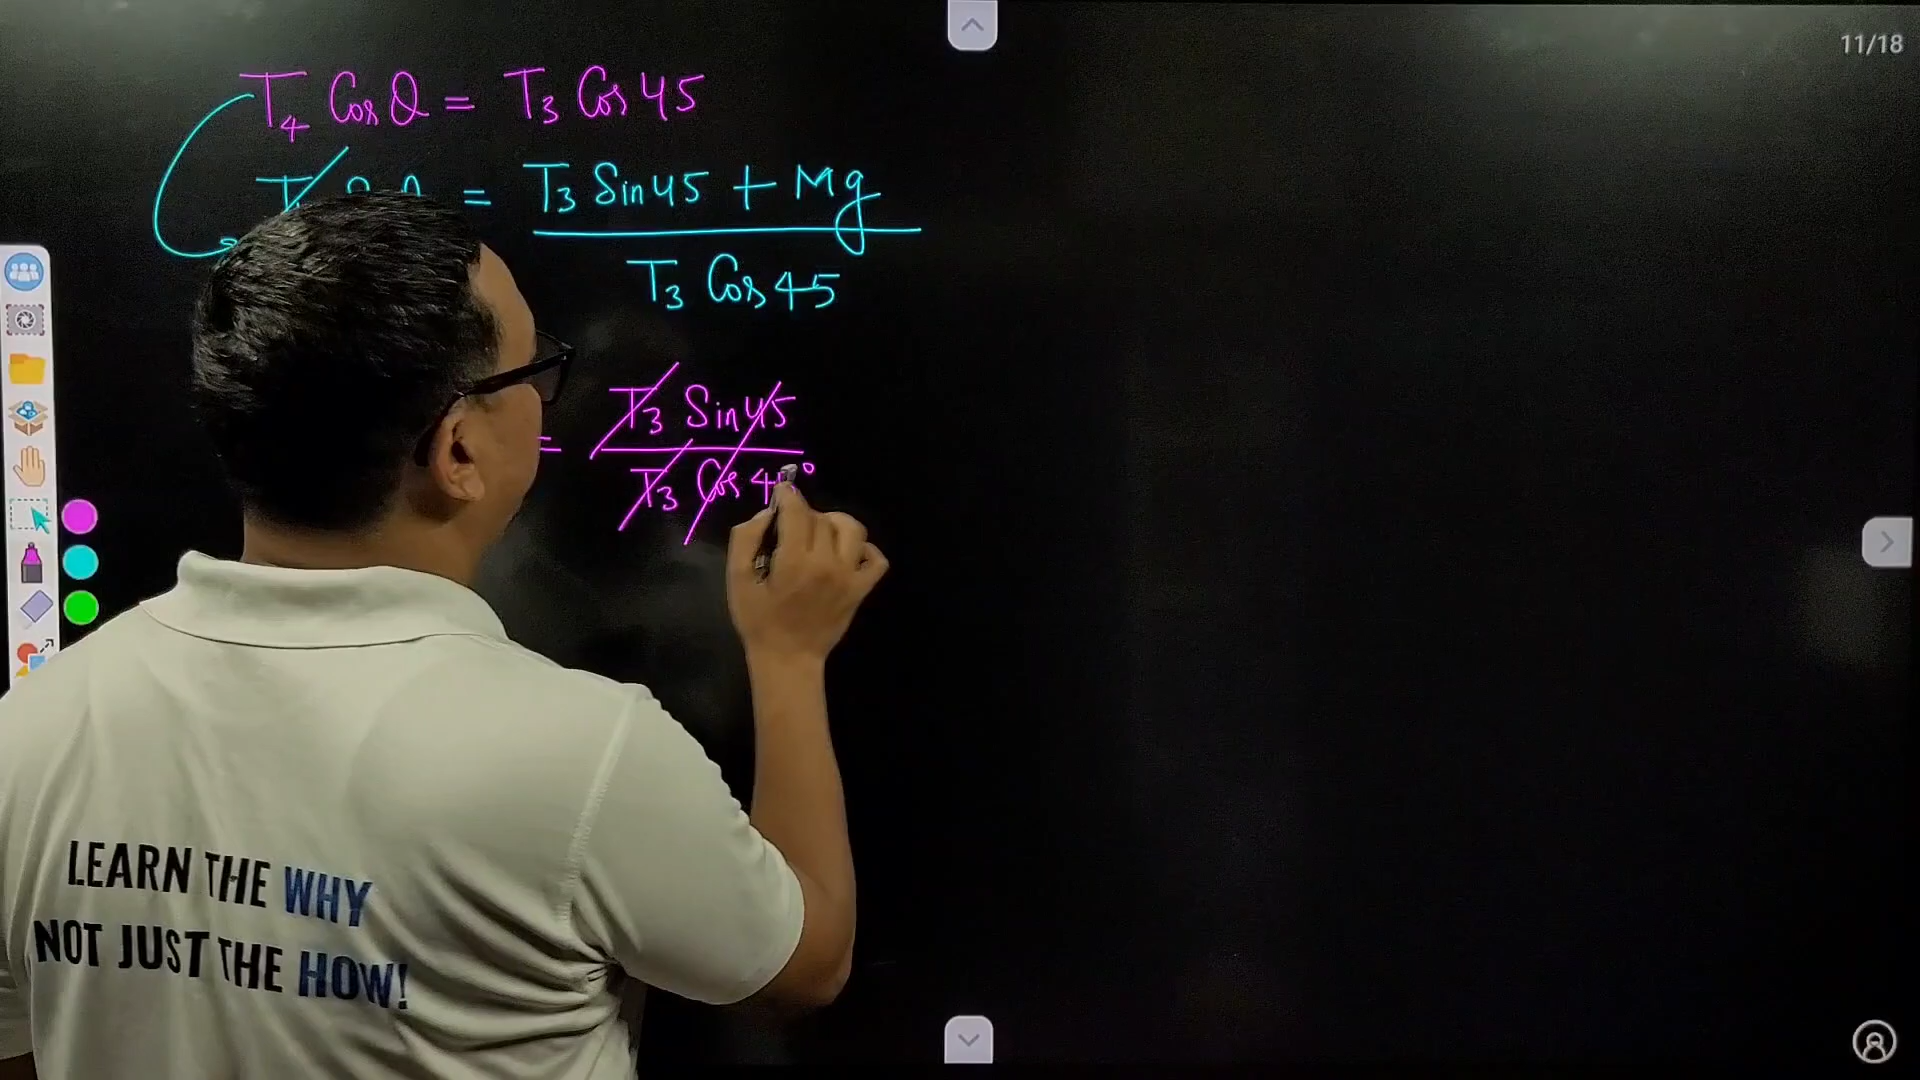 11/18
T₄ Cos θ = T₃ Cos 45
= T₃ Sin 45 + Mg
T₃ Cos 45
= T₃ Sin 45
T₃ Cos 45°
LEARN THE WHY
NOT JUST THE HOW!